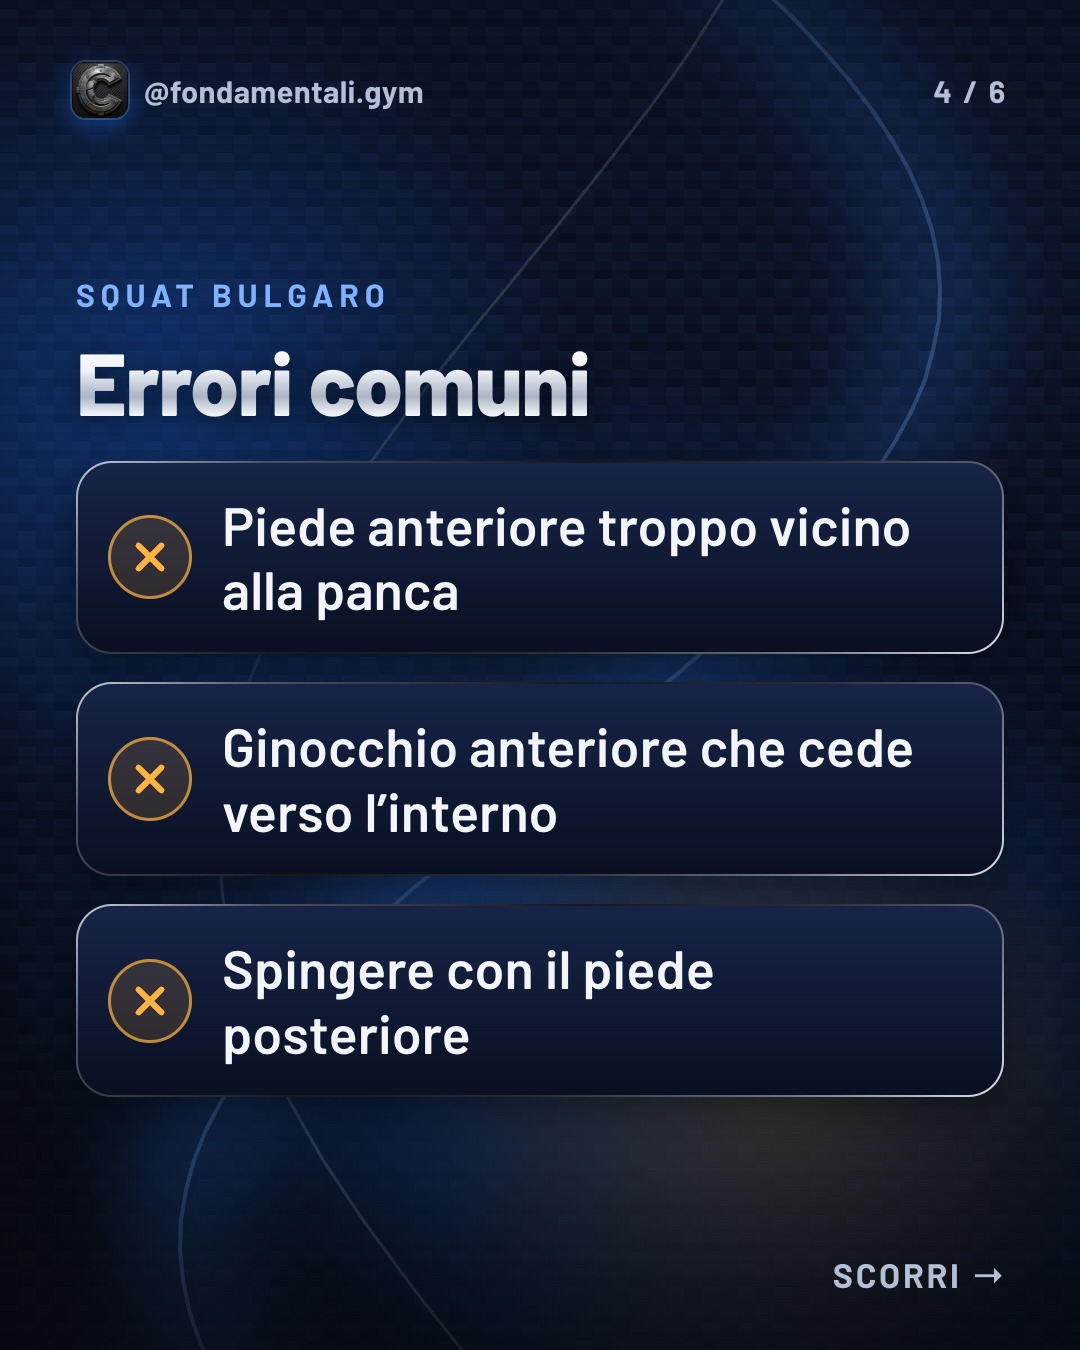 @fondamentali.gym
4 / 6
SQUAT BULGARO
Errori comuni
Piede anteriore troppo vicino
alla panca
Ginocchio anteriore che cede
verso l’interno
Spingere con il piede
posteriore
SCORRI →